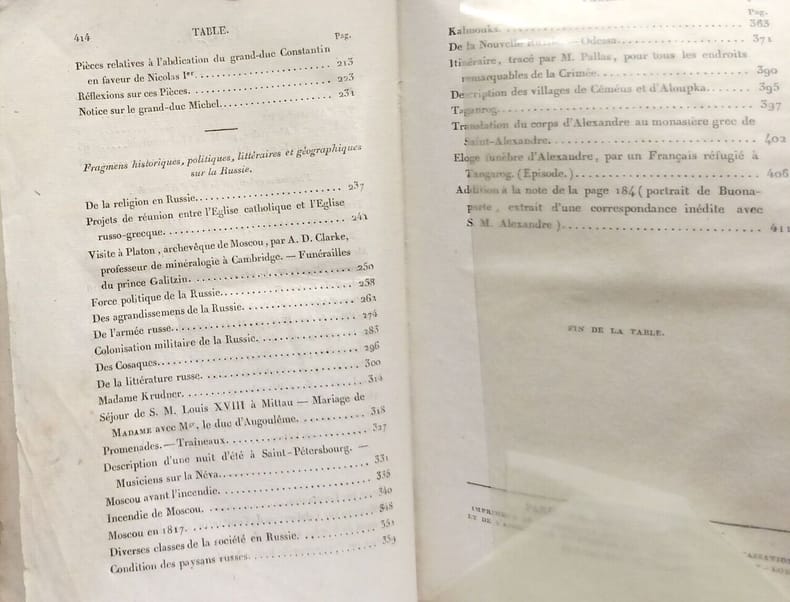 414
TABLE.
Pag.
Pièces relatives à l'abdication du grand-duc Constantin
en faveur de Nicolas Ier. 213
Réflexions sur ces Pièces. 223
Notice sur le grand-duc Michel. 231
Fragmens historiques, politiques, littéraires et géographiques
sur la Russie.
De la religion en Russie. 237
Projets de réunion entre l'Eglise catholique et l'Eglise
russo-grecque. 241
Visite à Platon, archevêque de Moscou, par A. D. Clarke,
professeur de minéralogie à Cambridge. — Funérailles
du prince Galitzin. 250
Force politique de la Russie. 258
Des agrandissemens de la Russie. 262
De l'armée russe. 274
Colonisation militaire de la Russie. 285
Des Cosaques. 296
De la littérature russe. 300
Madame Krudner. 314
Séjour de S. M. Louis XVIII à Mittau — Mariage de
MADAME avec Mgr. le duc d'Angoulême. 318
Promenades. — Traîneaux. 327
Description d'une nuit d'été à Saint-Pétersbourg. —
Musiciens sur la Néva. 331
Moscou avant l'incendie. 335
Incendie de Moscou. 340
Moscou en 1817. 348
Diverses classes de la société en Russie. 351
Condition des paysans russes. 359
Pag.
Kalmouks. 363
De la Nouvelle — Odessa. 371
Itinéraire, tracé par M. Pallas, pour tous les endroits
remarquables de la Crimée. 390
Description des villages de Céméus et d'Aloupka. 395
Taganrog. 397
Translation du corps d'Alexandre au monastère grec de
Saint-Alexandre. 402
Eloge funèbre d'Alexandre, par un Français réfugié à
Tangarog. (Episode.) 406
Addition à la note de la page 184 (portrait de Buona-
parte, extrait d'une correspondance inédite avec
S. M. Alexandre). 411
FIN DE LA TABLE.